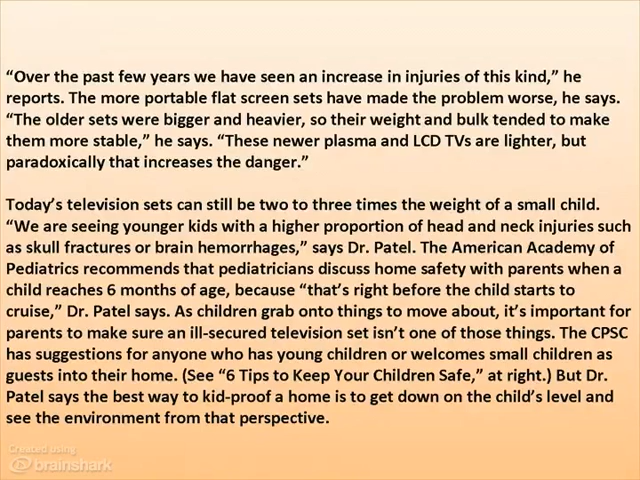 “Over the past few years we have seen an increase in injuries of this kind,” he
reports. The more portable flat screen sets have made the problem worse, he says.
“The older sets were bigger and heavier, so their weight and bulk tended to make
them more stable,” he says. “These newer plasma and LCD TVs are lighter, but
paradoxically that increases the danger.”
Today’s television sets can still be two to three times the weight of a small child.
“We are seeing younger kids with a higher proportion of head and neck injuries such
as skull fractures or brain hemorrhages,” says Dr. Patel. The American Academy of
Pediatrics recommends that pediatricians discuss home safety with parents when a
child reaches 6 months of age, because “that’s right before the child starts to
cruise,” Dr. Patel says. As children grab onto things to move about, it’s important for
parents to make sure an ill-secured television set isn’t one of those things. The CPSC
has suggestions for anyone who has young children or welcomes small children as
guests into their home. (See “6 Tips to Keep Your Children Safe,” at right.) But Dr.
Patel says the best way to kid-proof a home is to get down on the child’s level and
see the environment from that perspective.
Created using
brainshark